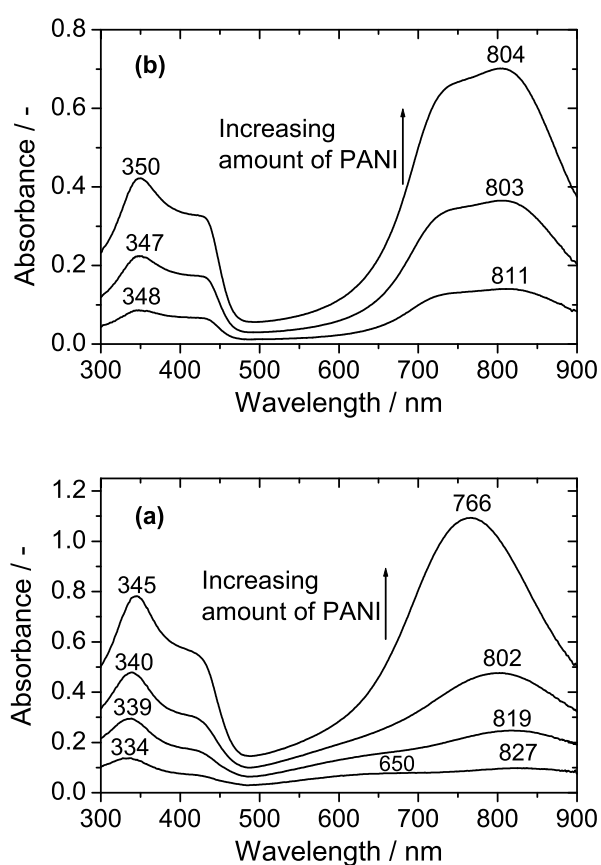 0.8
(b)
804
0.6
Increasing
amount of PANI
Absorbance / -
0.4
350
803
347
0.2
348
811
0.0
300 400 500 600 700 800 900
Wavelength / nm
1.2
(a)
766
1.0
Increasing
amount of PANI
0.8
345
Absorbance / -
0.6
340
802
0.4
339
819
0.2
334
650
827
0.0
300 400 500 600 700 800 900
Wavelength / nm